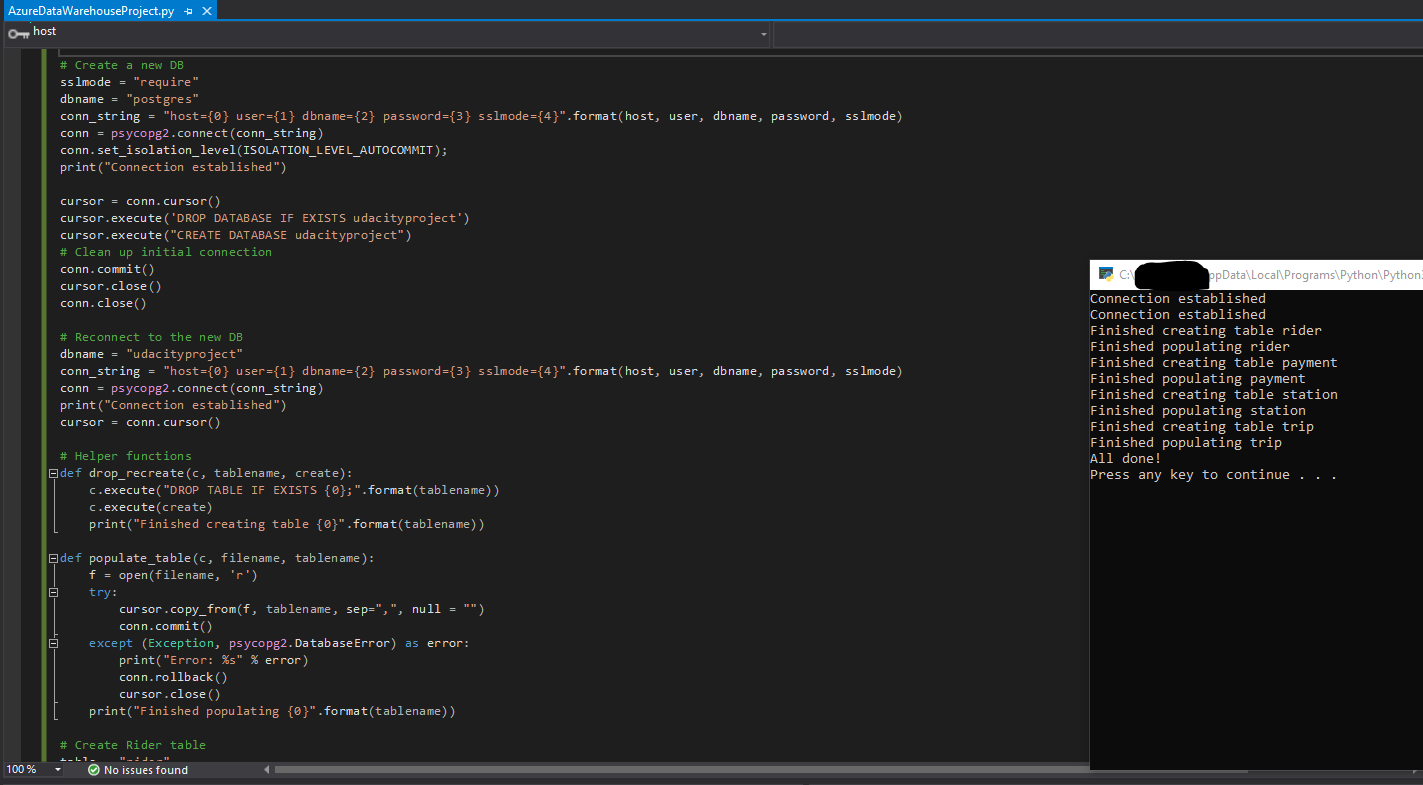 AzureDataWarehouseProject.py
host
# Create a new DB
sslmode = "require"
dbname = "postgres"
conn_string = "host={0} user={1} dbname={2} password={3} sslmode={4}".format(host, user, dbname, password, sslmode)
conn = psycopg2.connect(conn_string)
conn.set_isolation_level(ISOLATION_LEVEL_AUTOCOMMIT);
print("Connection established")
cursor = conn.cursor()
cursor.execute('DROP DATABASE IF EXISTS udacityproject')
cursor.execute("CREATE DATABASE udacityproject")
# Clean up initial connection
conn.commit()
cursor.close()
conn.close()
# Reconnect to the new DB
dbname = "udacityproject"
conn_string = "host={0} user={1} dbname={2} password={3} sslmode={4}".format(host, user, dbname, password, sslmode)
conn = psycopg2.connect(conn_string)
print("Connection established")
cursor = conn.cursor()
# Helper functions
def drop_recreate(c, tablename, create):
    c.execute("DROP TABLE IF EXISTS {0};".format(tablename))
    c.execute(create)
    print("Finished creating table {0}".format(tablename))
def populate_table(c, filename, tablename):
    f = open(filename, 'r')
    try:
        cursor.copy_from(f, tablename, sep=",", null = "")
        conn.commit()
    except (Exception, psycopg2.DatabaseError) as error:
        print("Error: %s" % error)
        conn.rollback()
        cursor.close()
    print("Finished populating {0}".format(tablename))
# Create Rider table
table = "rider"
100 %
No issues found
C:\ ppData\Local\Programs\Python\Python3
Connection established
Connection established
Finished creating table rider
Finished populating rider
Finished creating table payment
Finished populating payment
Finished creating table station
Finished populating station
Finished creating table trip
Finished populating trip
All done!
Press any key to continue . . .